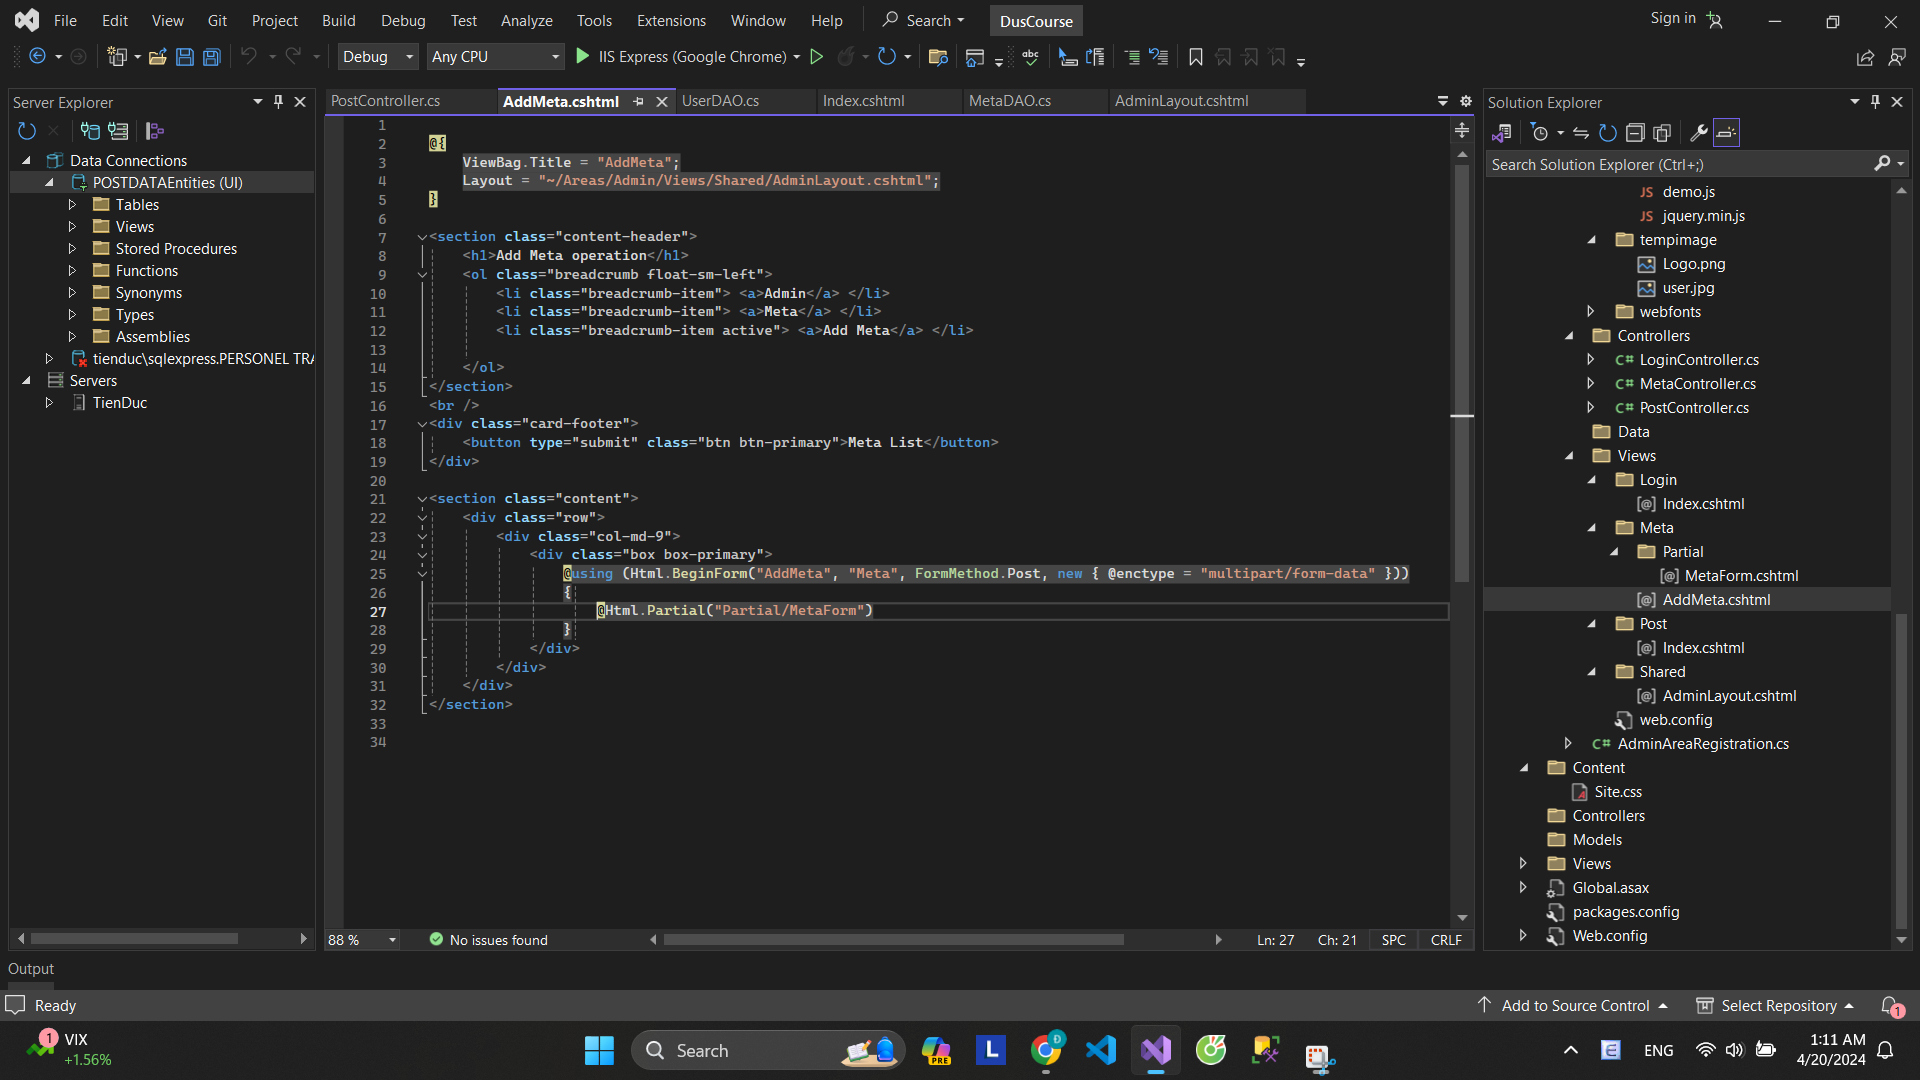 File Edit View Git Project Build Debug Test Analyze Tools Extensions Window Help Search DusCourse Sign in
Debug Any CPU IIS Express (Google Chrome)
Server Explorer
Data Connections
POSTDATAEntities (UI)
Tables
Views
Stored Procedures
Functions
Synonyms
Types
Assemblies
tienduc\sqlexpress.PERSONEL TRA
Servers
TienDuc
PostController.cs AddMeta.cshtml UserDAO.cs Index.cshtml MetaDAO.cs AdminLayout.cshtml
1
2 @{
3 ViewBag.Title = "AddMeta";
4 Layout = "~/Areas/Admin/Views/Shared/AdminLayout.cshtml";
5 }
6
7 <section class="content-header">
8 <h1>Add Meta operation</h1>
9 <ol class="breadcrumb float-sm-left">
10 <li class="breadcrumb-item"> <a>Admin</a> </li>
11 <li class="breadcrumb-item"> <a>Meta</a> </li>
12 <li class="breadcrumb-item active"> <a>Add Meta</a> </li>
13
14 </ol>
15 </section>
16 <br />
17 <div class="card-footer">
18 <button type="submit" class="btn btn-primary">Meta List</button>
19 </div>
20
21 <section class="content">
22 <div class="row">
23 <div class="col-md-9">
24 <div class="box box-primary">
25 @using (Html.BeginForm("AddMeta", "Meta", FormMethod.Post, new { @enctype = "multipart/form-data" }))
26 {
27 @Html.Partial("Partial/MetaForm")
28 }
29 </div>
30 </div>
31 </div>
32 </section>
33
34
88 % No issues found Ln: 27 Ch: 21 SPC CRLF
Solution Explorer
Search Solution Explorer (Ctrl+;)
JS demo.js
JS jquery.min.js
tempimage
Logo.png
user.jpg
webfonts
Controllers
C# LoginController.cs
C# MetaController.cs
C# PostController.cs
Data
Views
Login
[@] Index.cshtml
Meta
Partial
[@] MetaForm.cshtml
[@] AddMeta.cshtml
Post
[@] Index.cshtml
Shared
[@] AdminLayout.cshtml
web.config
C# AdminAreaRegistration.cs
Content
Site.css
Controllers
Models
Views
Global.asax
packages.config
Web.config
Output
Ready Add to Source Control Select Repository 1
1 VIX
+1.56%
Search
PRE
L
Đ
E
ENG
1:11 AM
4/20/2024